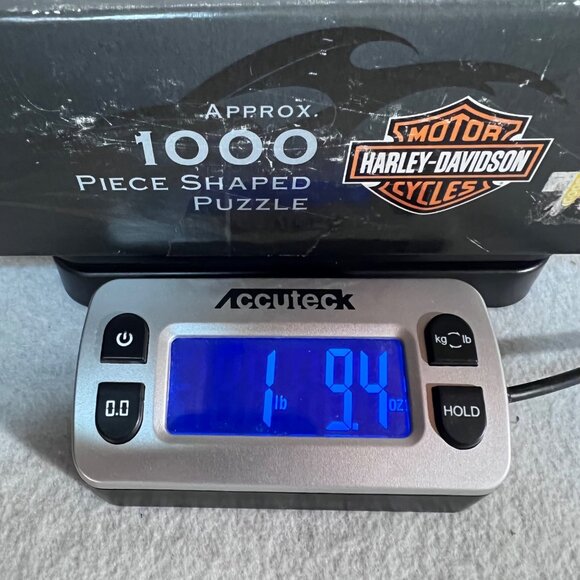 APPROX.
1000
PIECE SHAPED
PUZZLE
MOTOR
HARLEY-DAVIDSON
CYCLES
ACCUTECK
1 lb 9.4 oz
kg lb
0.0
HOLD